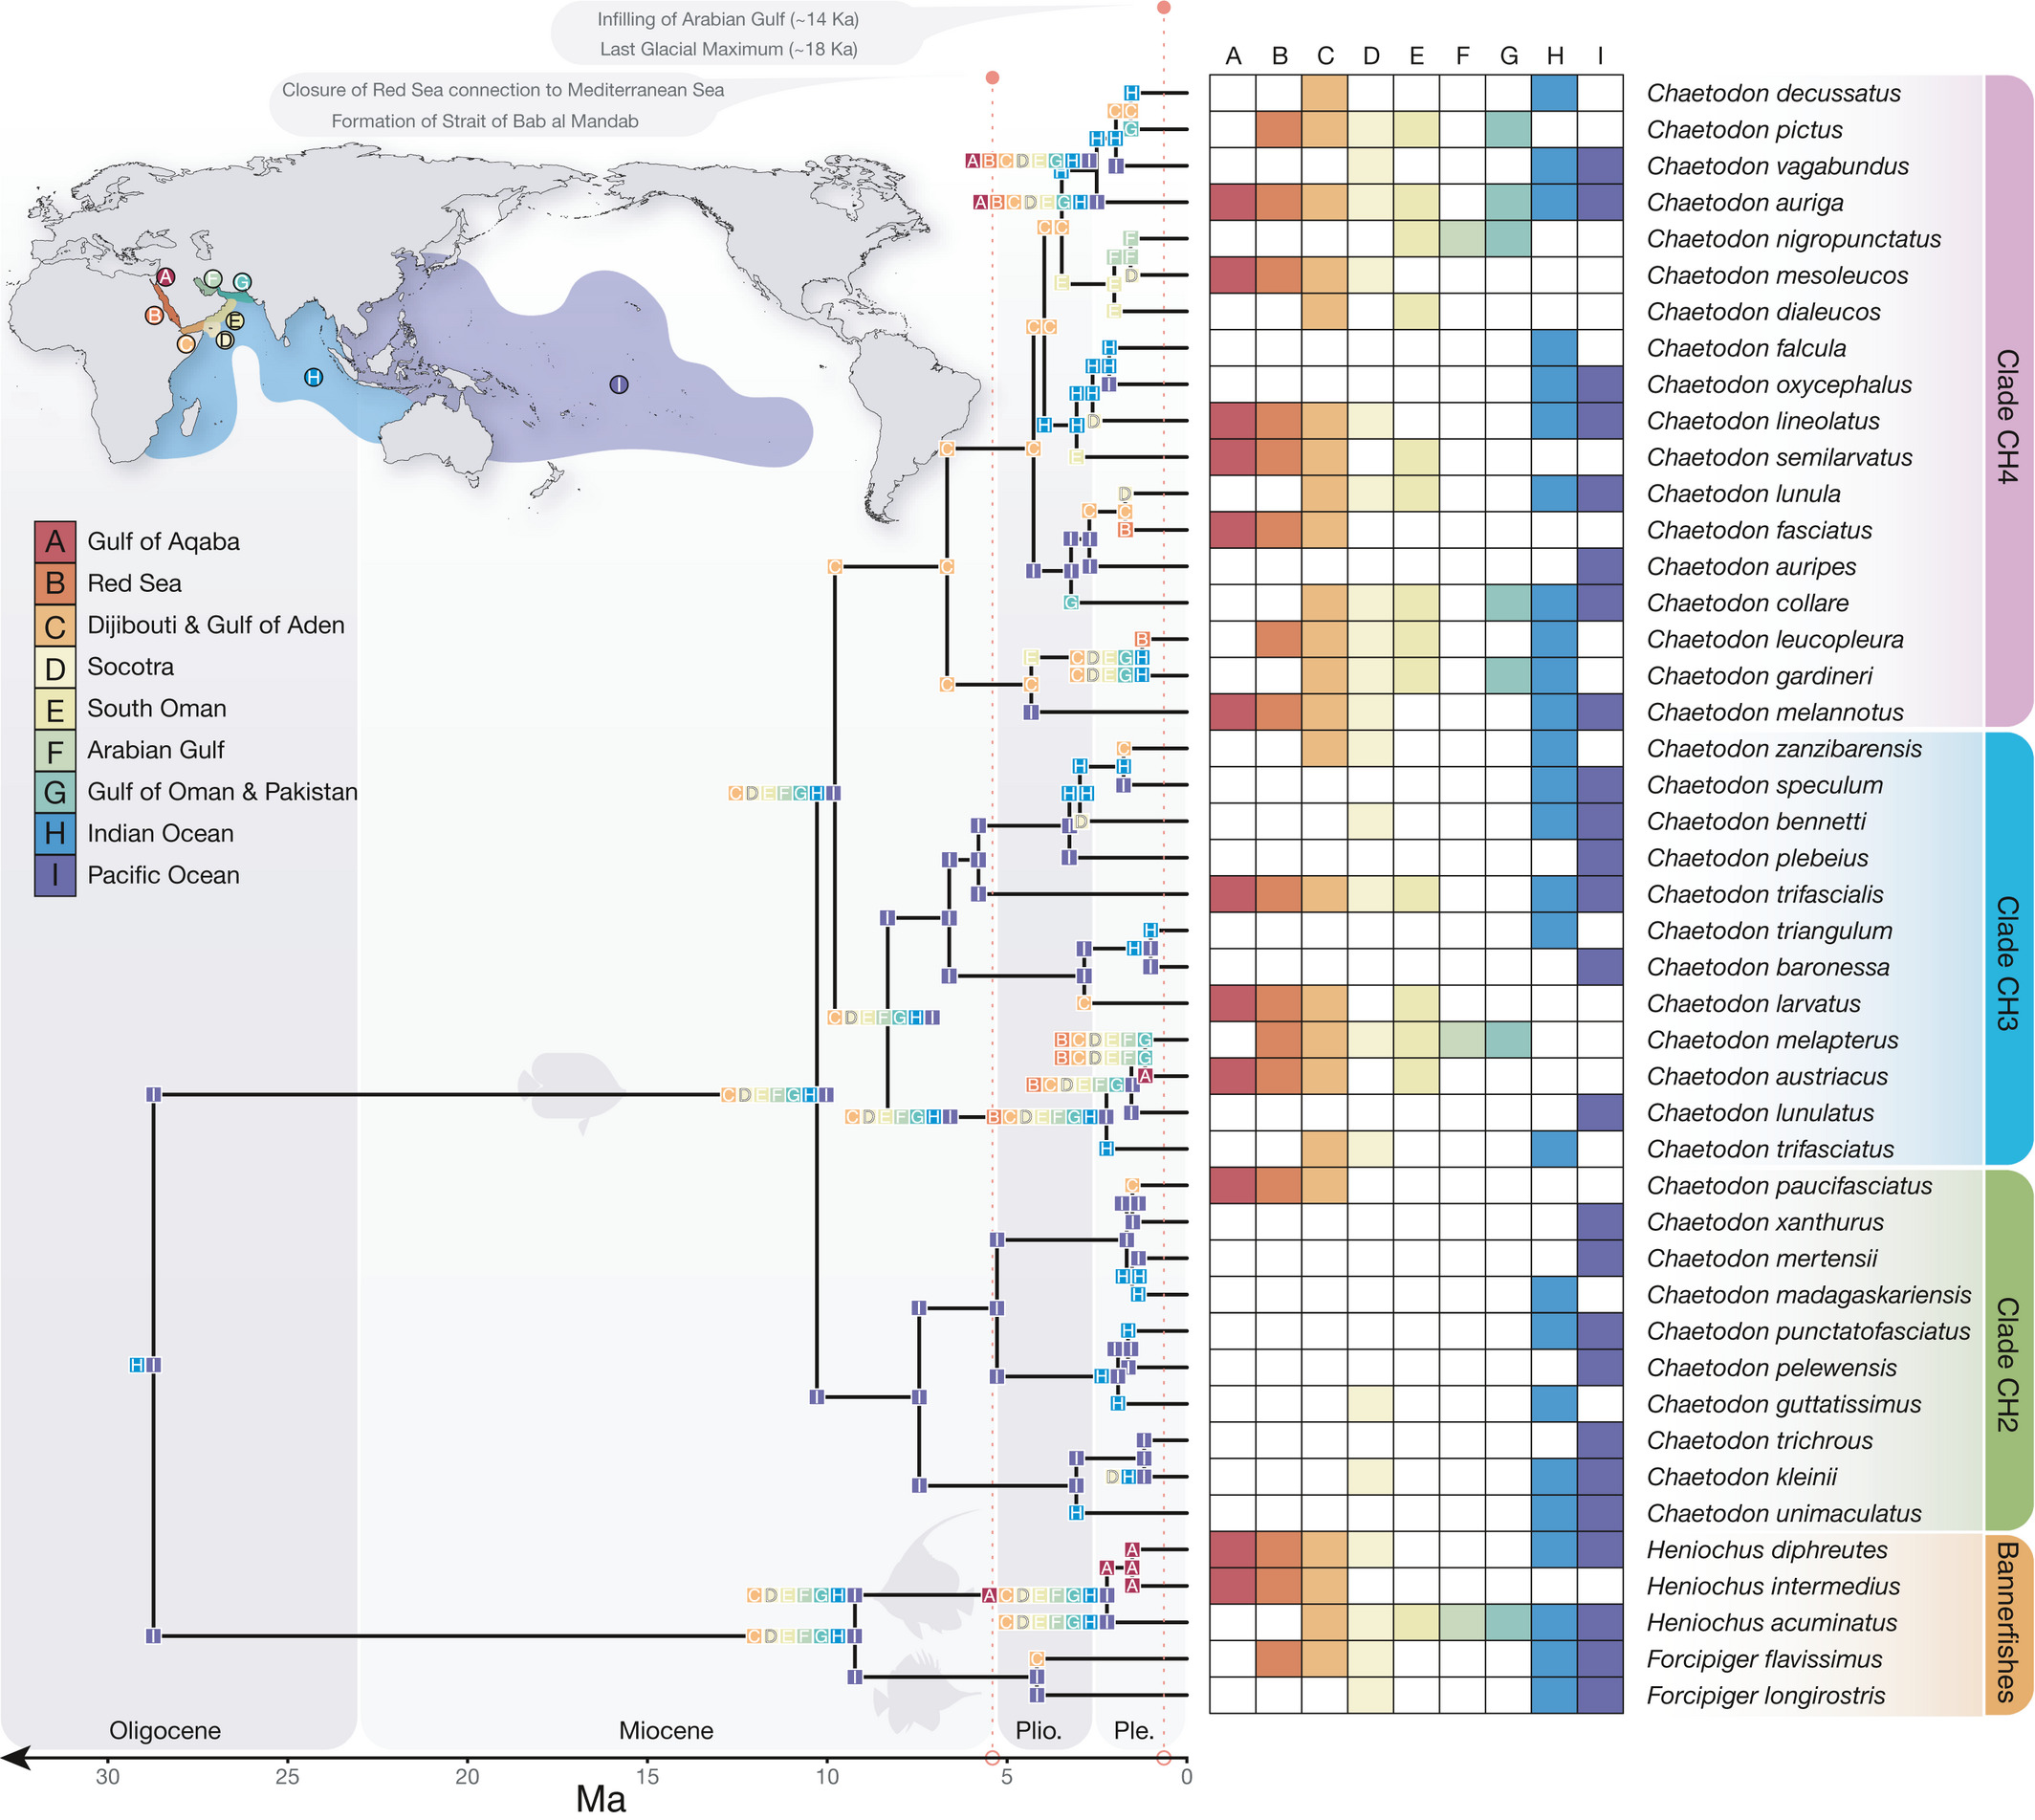 Infilling of Arabian Gulf (~14 Ka)
Last Glacial Maximum (~18 Ka)
Closure of Red Sea connection to Mediterranean Sea
Formation of Strait of Bab al Mandab
A B C D E F G H I
A Gulf of Aqaba
B Red Sea
C Dijibouti & Gulf of Aden
D Socotra
E South Oman
F Arabian Gulf
G Gulf of Oman & Pakistan
H Indian Ocean
I Pacific Ocean
Chaetodon decussatus
Chaetodon pictus
Chaetodon vagabundus
Chaetodon auriga
Chaetodon nigropunctatus
Chaetodon mesoleucos
Chaetodon dialeucos
Chaetodon falcula
Chaetodon oxycephalus
Chaetodon lineolatus
Chaetodon semilarvatus
Chaetodon lunula
Chaetodon fasciatus
Chaetodon auripes
Chaetodon collare
Chaetodon leucopleura
Chaetodon gardineri
Chaetodon melannotus
Clade CH4
Chaetodon zanzibarensis
Chaetodon speculum
Chaetodon bennetti
Chaetodon plebeius
Chaetodon trifascialis
Chaetodon triangulum
Chaetodon baronessa
Chaetodon larvatus
Chaetodon melapterus
Chaetodon austriacus
Chaetodon lunulatus
Chaetodon trifasciatus
Clade CH3
Chaetodon paucifasciatus
Chaetodon xanthurus
Chaetodon mertensii
Chaetodon madagaskariensis
Chaetodon punctatofasciatus
Chaetodon pelewensis
Chaetodon guttatissimus
Chaetodon trichrous
Chaetodon kleinii
Chaetodon unimaculatus
Clade CH2
Heniochus diphreutes
Heniochus intermedius
Heniochus acuminatus
Forcipiger flavissimus
Forcipiger longirostris
Bannerfishes
Oligocene Miocene Plio. Ple.
30 25 20 15 10 5 0
Ma